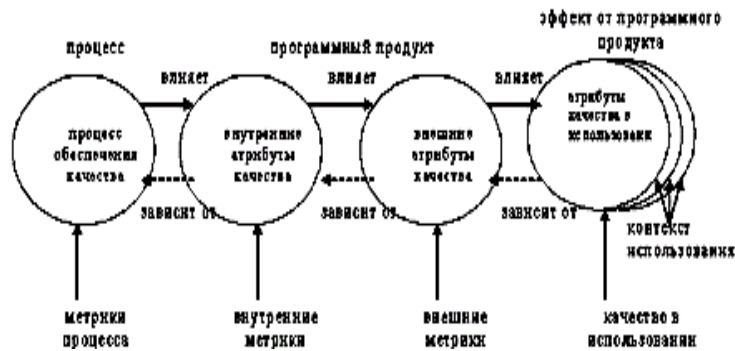 эффект от программного
продукта
процесс
программный продукт
влияет
влияет
влияет
процесс
обеспечения
качества
внутренние
атрибуты
качества
внешние
атрибуты
качества
атрибуты
качества в
использовани
зависит от
зависит от
зависит от
контекст
использования
метрики
процесса
внутренние
метрики
внешние
метрики
качество в
использовании